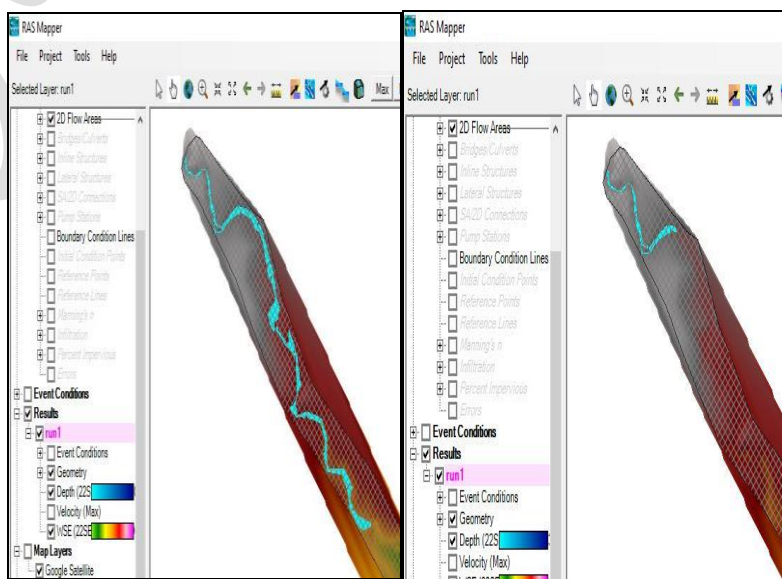 RAS Mapper
File Project Tools Help
Selected Layer: run1
Max
2D Flow Areas
Bridges/Culverts
Inline Structures
Lateral Structures
SA/2D Connections
Pump Stations
Boundary Condition Lines
Initial Condition Points
Reference Points
Reference Lines
Manning's n
Infiltration
Percent Impervious
Errors
Event Conditions
Results
run1
Event Conditions
Geometry
Depth (22S
Velocity (Max)
WSE (22SE
Map Layers
Google Satellite
RAS Mapper
File Project Tools Help
Selected Layer: run1
2D Flow Areas
Bridges/Culverts
Inline Structures
Lateral Structures
SA/2D Connections
Pump Stations
Boundary Condition Lines
Initial Condition Points
Reference Points
Reference Lines
Manning's n
Infiltration
Percent Impervious
Errors
Event Conditions
Results
run1
Event Conditions
Geometry
Depth (22S
Velocity (Max)